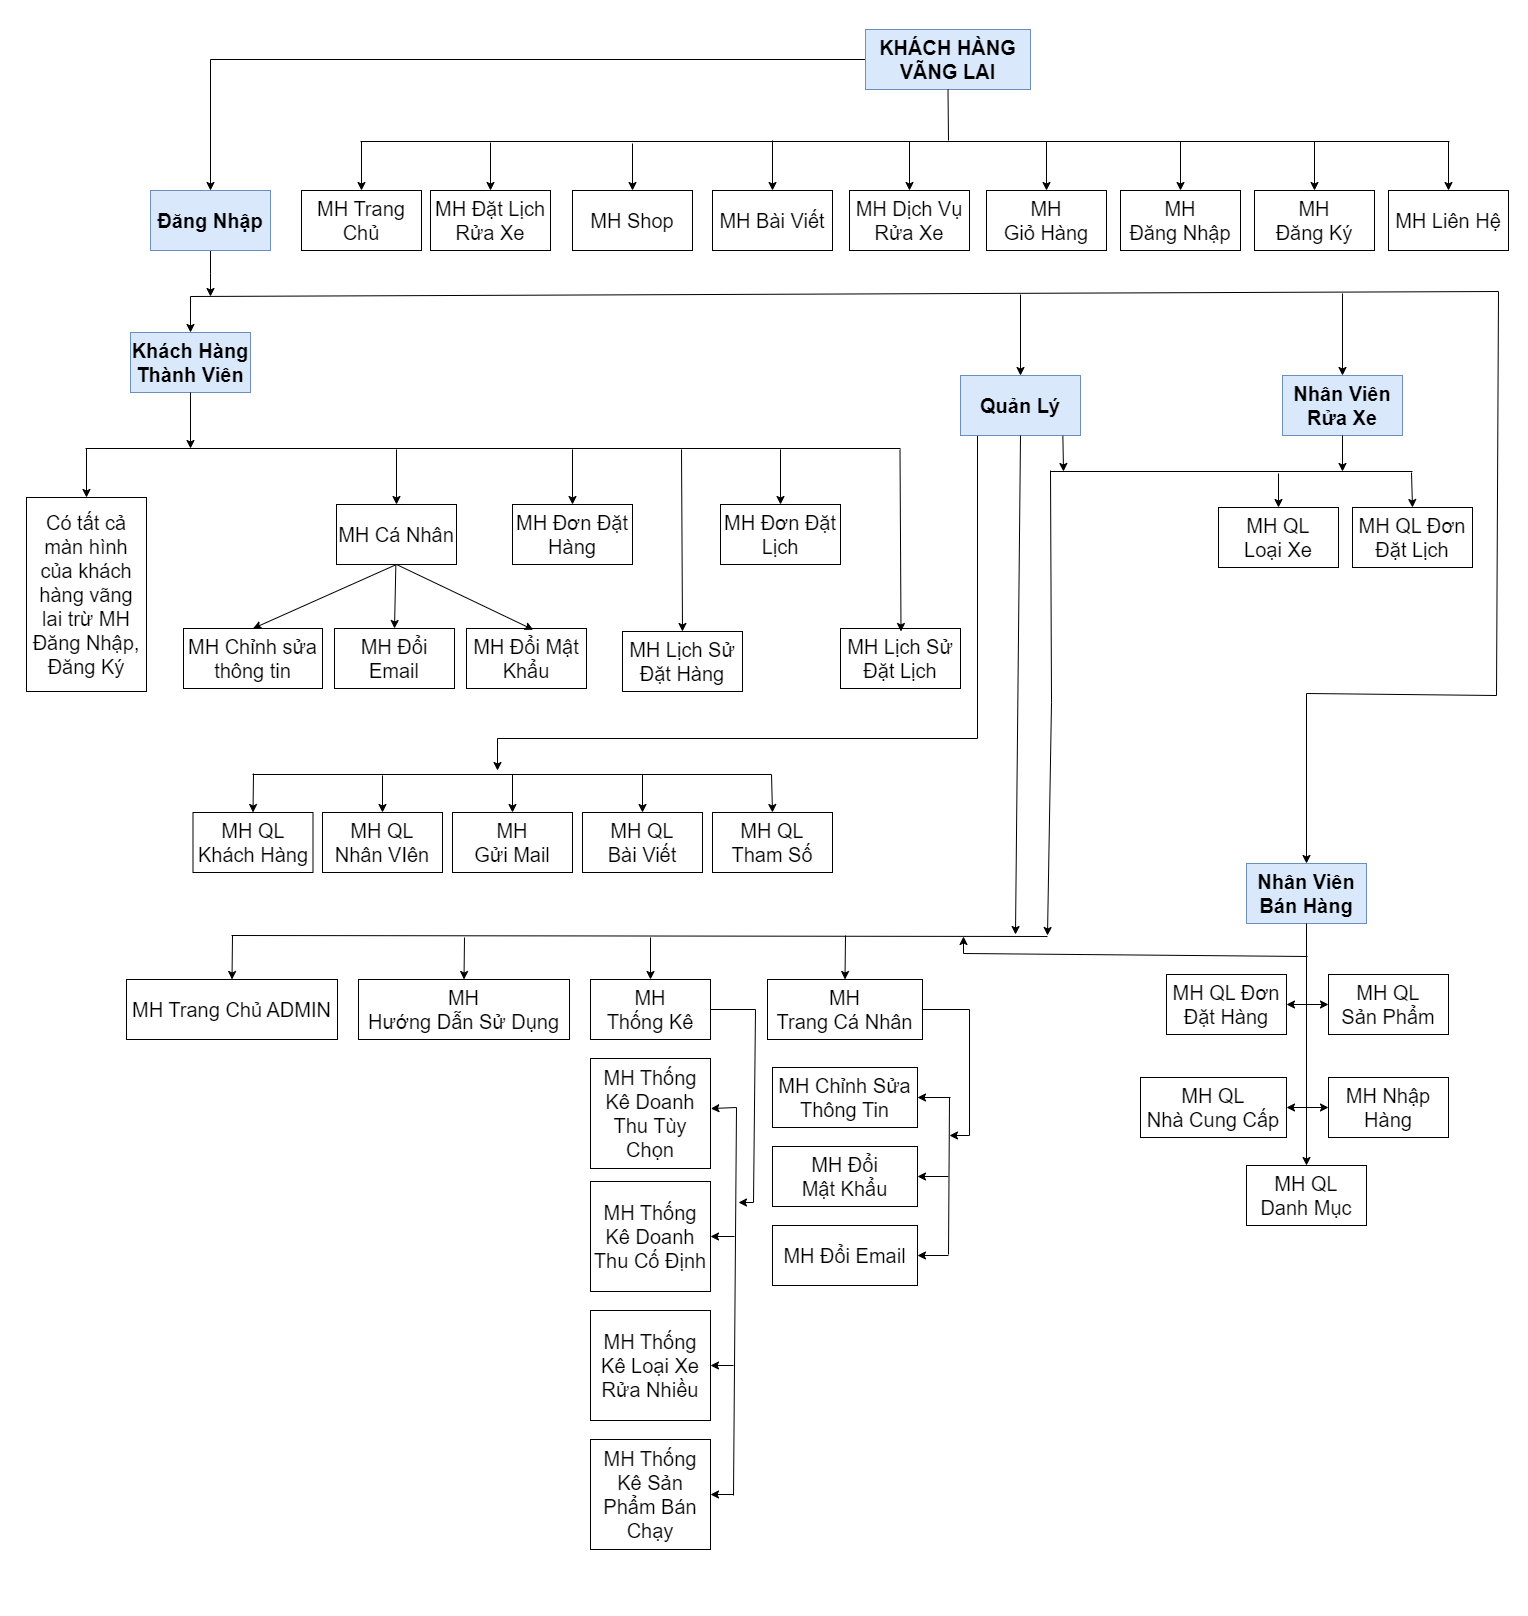 KHÁCH HÀNG
VÃNG LAI
Đăng Nhập
MH Trang
Chủ
MH Đặt Lịch
Rửa Xe
MH Shop
MH Bài Viết
MH Dịch Vụ
Rửa Xe
MH
Giỏ Hàng
MH
Đăng Nhập
MH
Đăng Ký
MH Liên Hệ
Khách Hàng
Thành Viên
Quản Lý
Nhân Viên
Rửa Xe
Có tất cả
màn hình
của khách
hàng vãng
lai trừ MH
Đăng Nhập,
Đăng Ký
MH Cá Nhân
MH Đơn Đặt
Hàng
MH Đơn Đặt
Lịch
MH QL
Loại Xe
MH QL Đơn
Đặt Lịch
MH Chỉnh sửa
thông tin
MH Đổi
Email
MH Đổi Mật
Khẩu
MH Lịch Sử
Đặt Hàng
MH Lịch Sử
Đặt Lịch
MH QL
Khách Hàng
MH QL
Nhân VIên
MH
Gửi Mail
MH QL
Bài Viết
MH QL
Tham Số
Nhân Viên
Bán Hàng
MH Trang Chủ ADMIN
MH
Hướng Dẫn Sử Dụng
MH
Thống Kê
MH
Trang Cá Nhân
MH QL Đơn
Đặt Hàng
MH QL
Sản Phẩm
MH Thống
Kê Doanh
Thu Tùy
Chọn
MH Chỉnh Sửa
Thông Tin
MH QL
Nhà Cung Cấp
MH Nhập
Hàng
MH Đổi
Mật Khẩu
MH QL
Danh Mục
MH Thống
Kê Doanh
Thu Cố Định
MH Đổi Email
MH Thống
Kê Loại Xe
Rửa Nhiều
MH Thống
Kê Sản
Phẩm Bán
Chạy